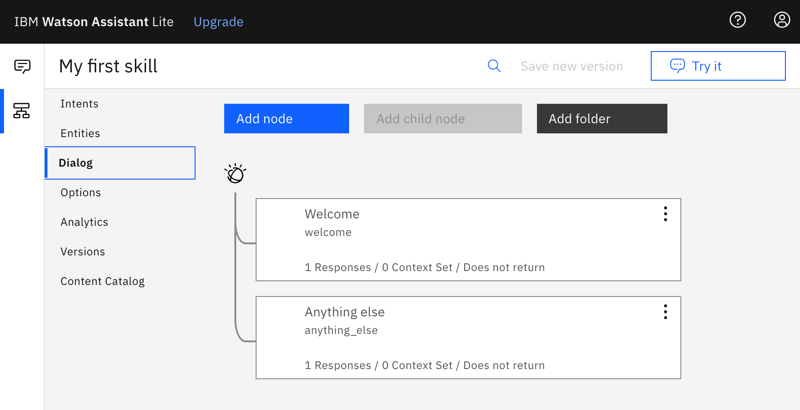 IBM Watson Assistant Lite Upgrade
My first skill Save new version Try it
Intents
Entities
Dialog
Options
Analytics
Versions
Content Catalog
Add node Add child node Add folder
Welcome
welcome
1 Responses / 0 Context Set / Does not return
Anything else
anything_else
1 Responses / 0 Context Set / Does not return